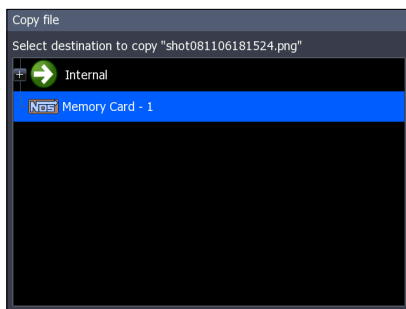 Copy file
Select destination to copy "shot081106181524.png"
Internal
NOS Memory Card - 1